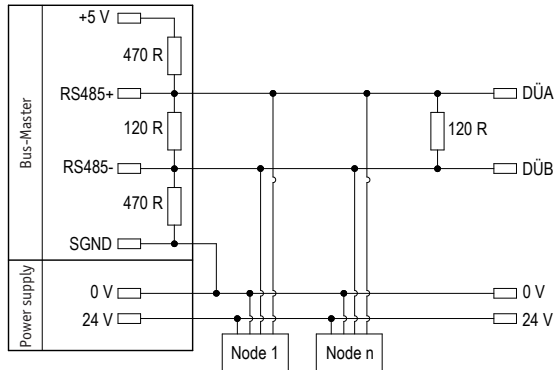 Bus-Master
+5 V
470 R
RS485+
DÜA
120 R
120 R
RS485-
DÜB
470 R
SGND
Power supply
0 V
0 V
24 V
24 V
Node 1
Node n